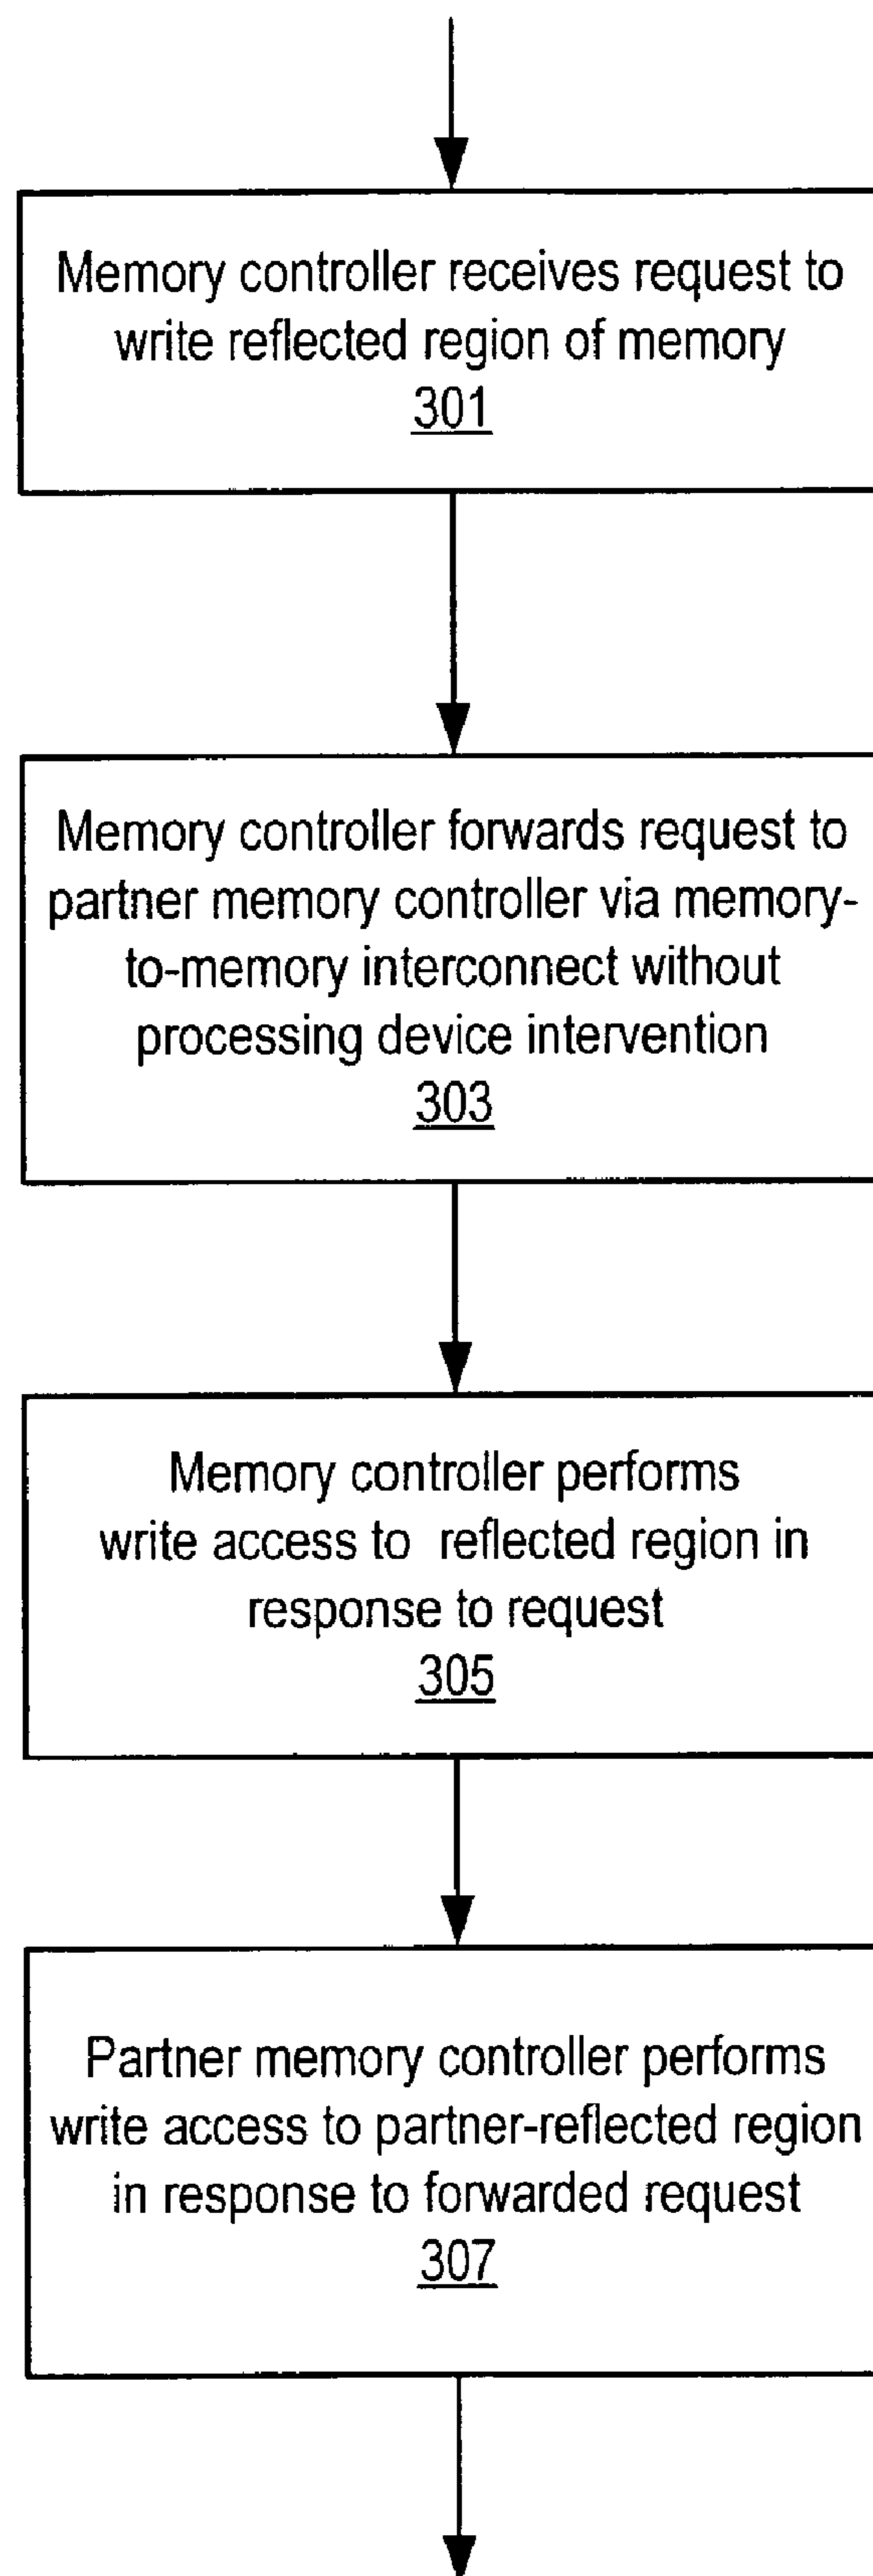 Memory controller receives request to
write reflected region of memory
301
Memory controller forwards request to
partner memory controller via memory-
to-memory interconnect without
processing device intervention
303
Memory controller performs
write access to reflected region in
response to request
305
Partner memory controller performs
write access to partner-reflected region
in response to forwarded request
307